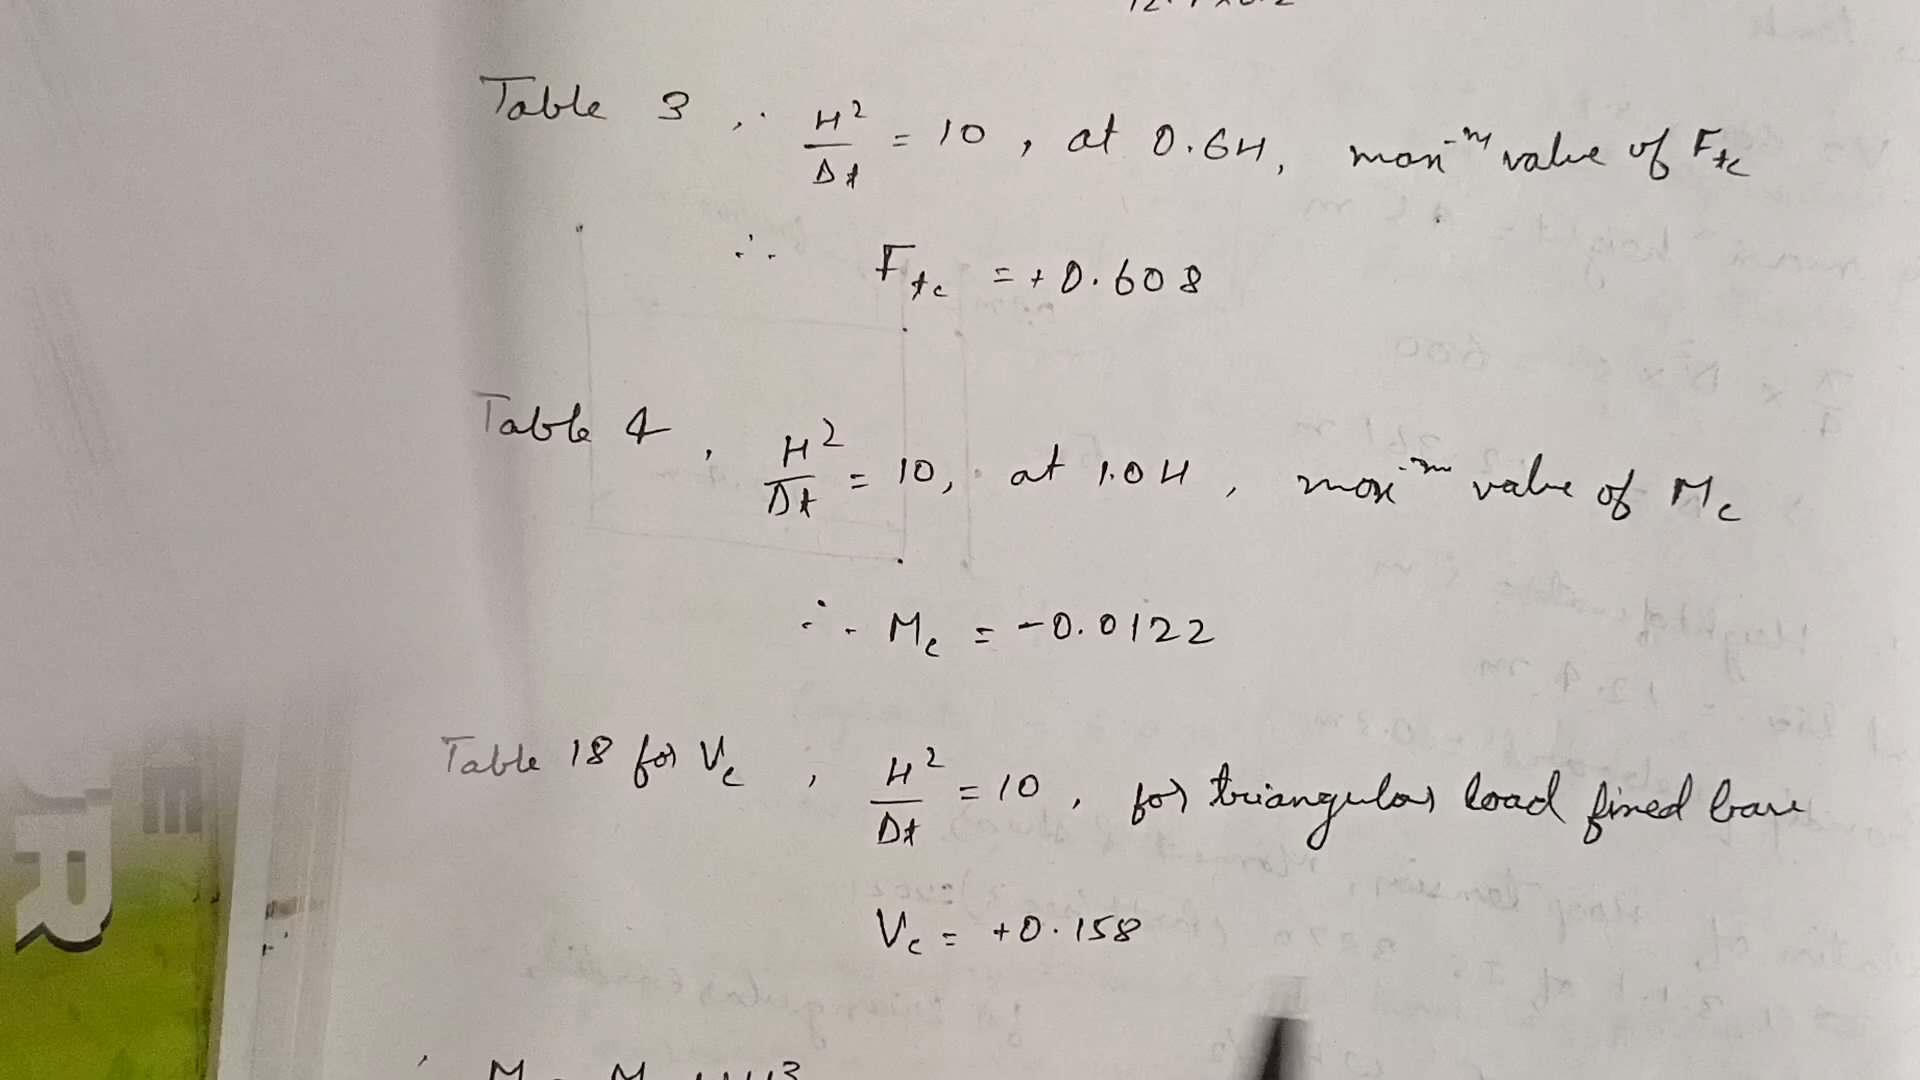 Table 3, ∴ H²/Dt = 10, at 0.6H, max-m value of Ftc
∴ Ftc = +0.608
Table 4, H²/Dt = 10, at 1.0H, max-m value of Mc
∴ Mc = -0.0122
Table 18 for Vc, H²/Dt = 10, for triangular load fixed base
Vc = +0.158
R